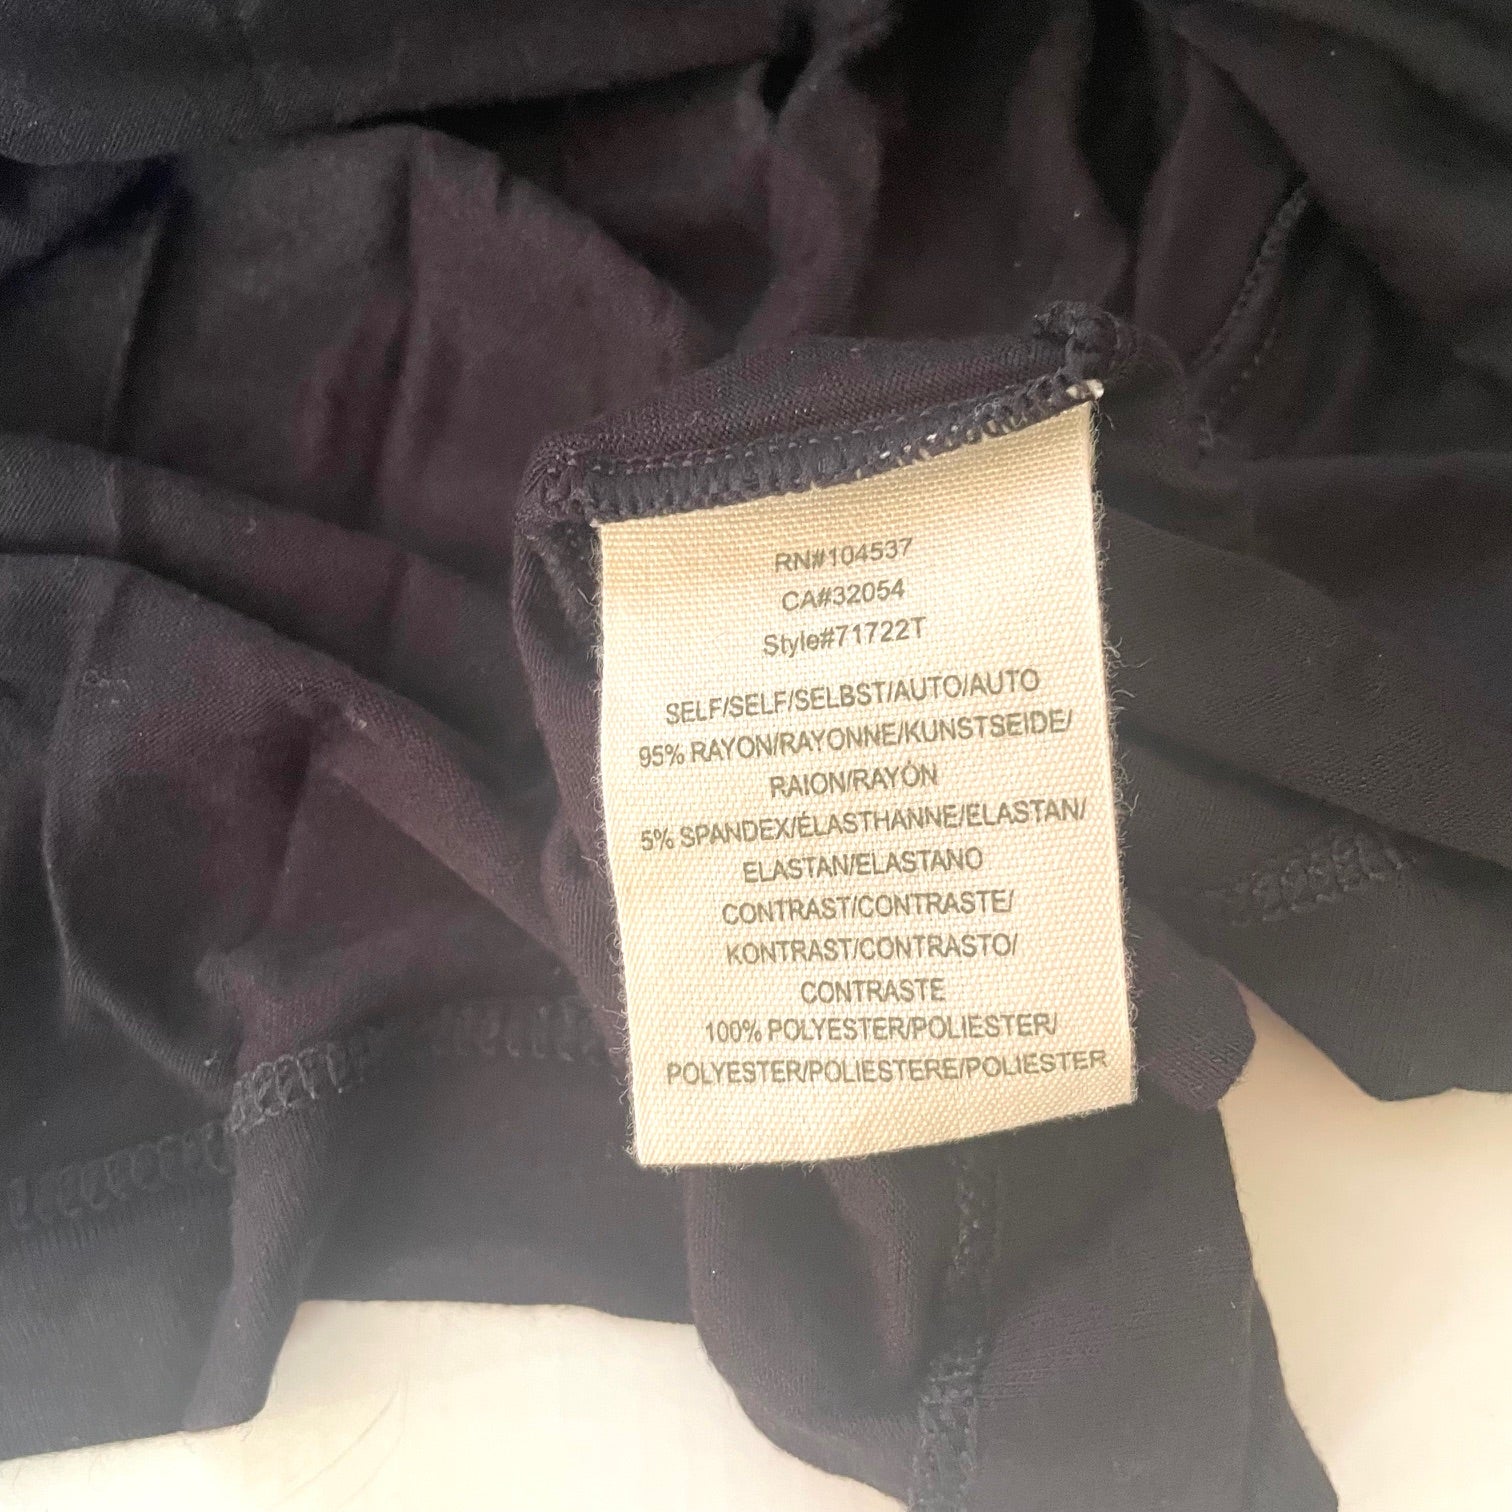 RN#104537
CA#32054
Style#71722T
SELF/SELF/SELBST/AUTO/AUTO
95% RAYON/RAYONNE/KUNSTSEIDE/
RAION/RAYÓN
5% SPANDEX/ÉLASTHANNE/ELASTAN/
ELASTAN/ELASTANO
CONTRAST/CONTRASTE/
KONTRAST/CONTRASTO/
CONTRASTE
100% POLYESTER/POLIESTER/
POLYESTER/POLIESTERE/POLIESTER